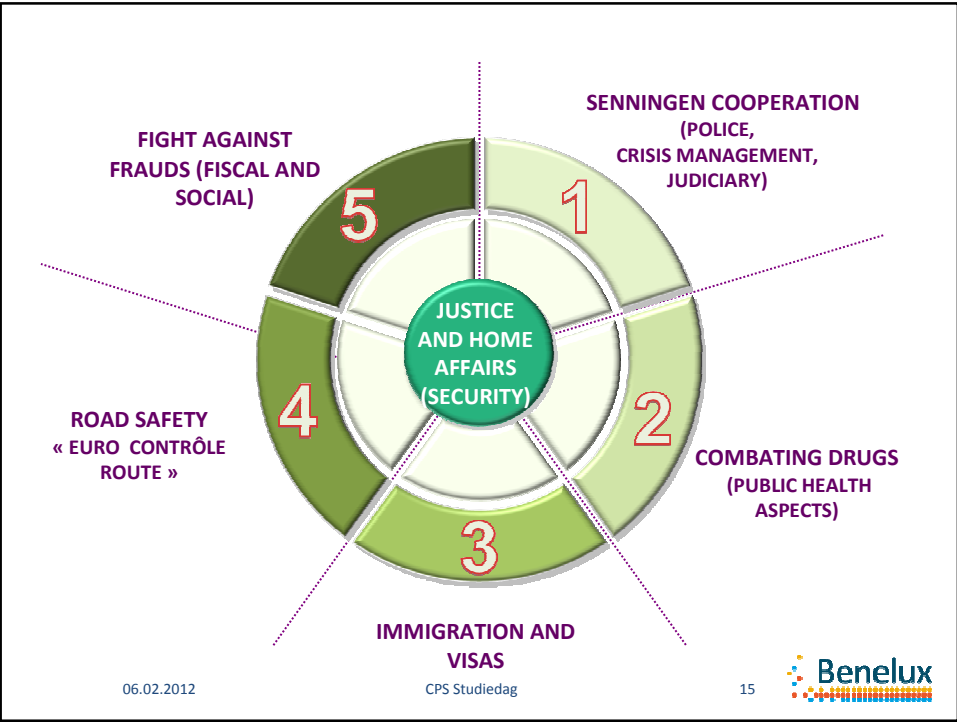 SENNINGEN COOPERATION
(POLICE,
CRISIS MANAGEMENT,
JUDICIARY)
FIGHT AGAINST
FRAUDS (FISCAL AND
SOCIAL)
5
1
JUSTICE
AND HOME
AFFAIRS
(SECURITY)
4
2
ROAD SAFETY
« EURO CONTRÔLE
ROUTE »
COMBATING DRUGS
(PUBLIC HEALTH
ASPECTS)
3
IMMIGRATION AND
VISAS
06.02.2012
CPS Studiedag
15
Benelux